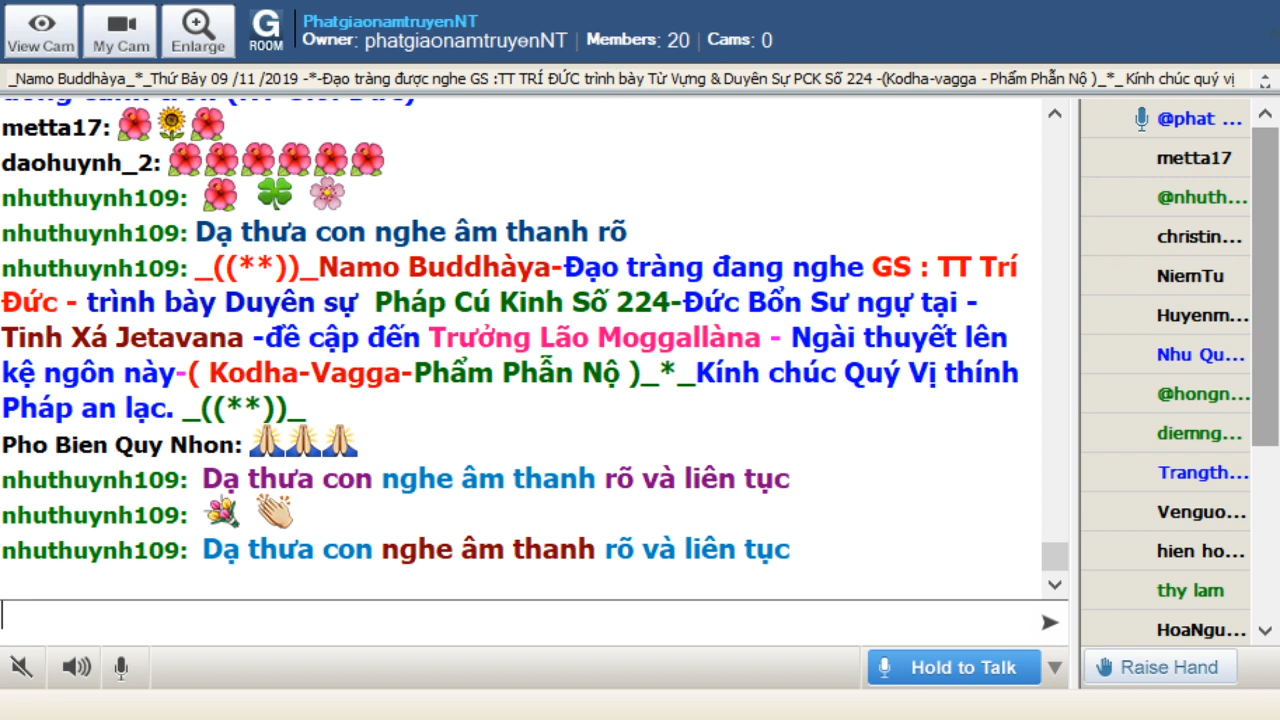 View Cam
My Cam
Enlarge
G
ROOM
PhatgiaonamtruyenNT
Owner: phatgiaonamtruyenNT | Members: 20 | Cams: 0
_Namo Buddhàya_*_Thứ Bảy 09 /11 /2019 -*-Đạo tràng được nghe GS :TT TRÍ ĐỨC trình bày Từ Vựng & Duyên Sự PCK Số 224 -(Kodha-vagga - Phẩm Phẫn Nộ )_*_ Kính chúc quý vị
metta17:
daohuynh_2:
nhuthuynh109:
nhuthuynh109: Dạ thưa con nghe âm thanh rõ
nhuthuynh109: _((**))_Namo Buddhàya-Đạo tràng đang nghe GS : TT Trí
Đức - trình bày Duyên sự Pháp Cú Kinh Số 224-Đức Bổn Sư ngự tại -
Tinh Xá Jetavana -đề cập đến Trưởng Lão Moggallàna - Ngài thuyết lên
kệ ngôn này-( Kodha-Vagga-Phẩm Phẫn Nộ )_*_Kính chúc Quý Vị thính
Pháp an lạc. _((**))_
Pho Bien Quy Nhon:
nhuthuynh109: Dạ thưa con nghe âm thanh rõ và liên tục
nhuthuynh109:
nhuthuynh109: Dạ thưa con nghe âm thanh rõ và liên tục
@phat ...
metta17
@nhuth...
christin...
NiemTu
Huyenm...
Nhu Qu...
@hongn...
diemng...
Trangth...
Venguo...
hien ho...
thy lam
HoaNgu...
Hold to Talk
Raise Hand